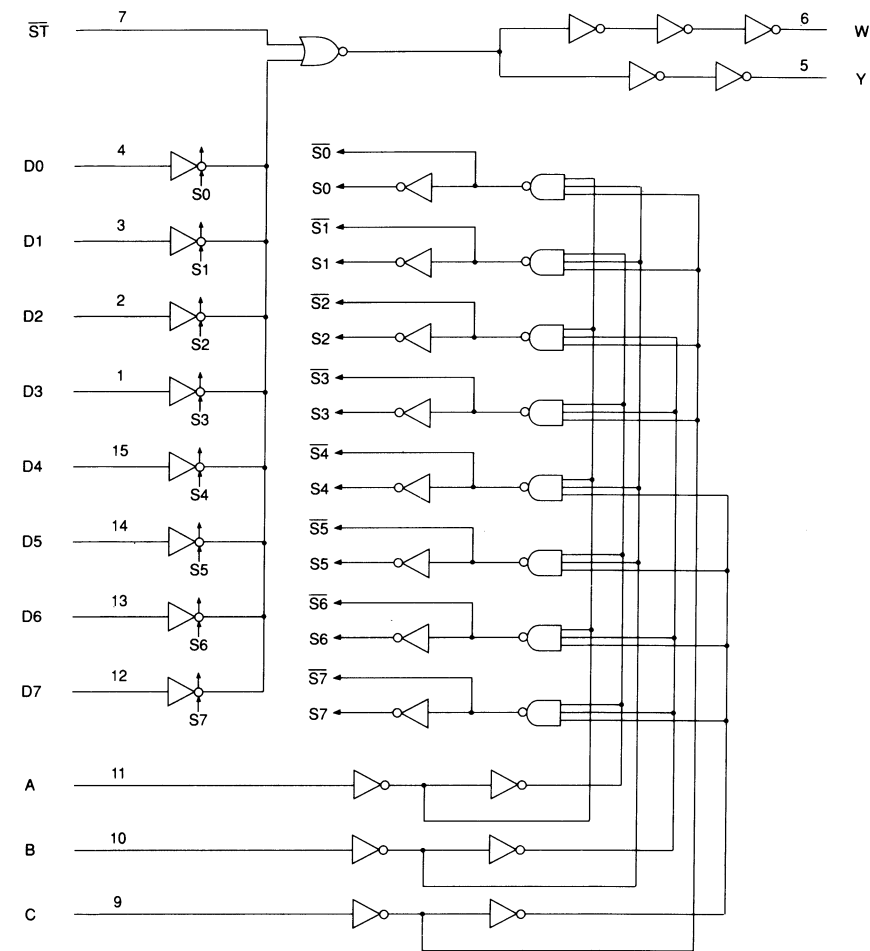 S̅T̅ 7
6 W
5 Y
D0 4
S0
D1 3
S1
D2 2
S2
D3 1
S3
D4 15
S4
D5 14
S5
D6 13
S6
D7 12
S7
S̅0̅
S0
S̅1̅
S1
S̅2̅
S2
S̅3̅
S3
S̅4̅
S4
S̅5̅
S5
S̅6̅
S6
S̅7̅
S7
A 11
B 10
C 9